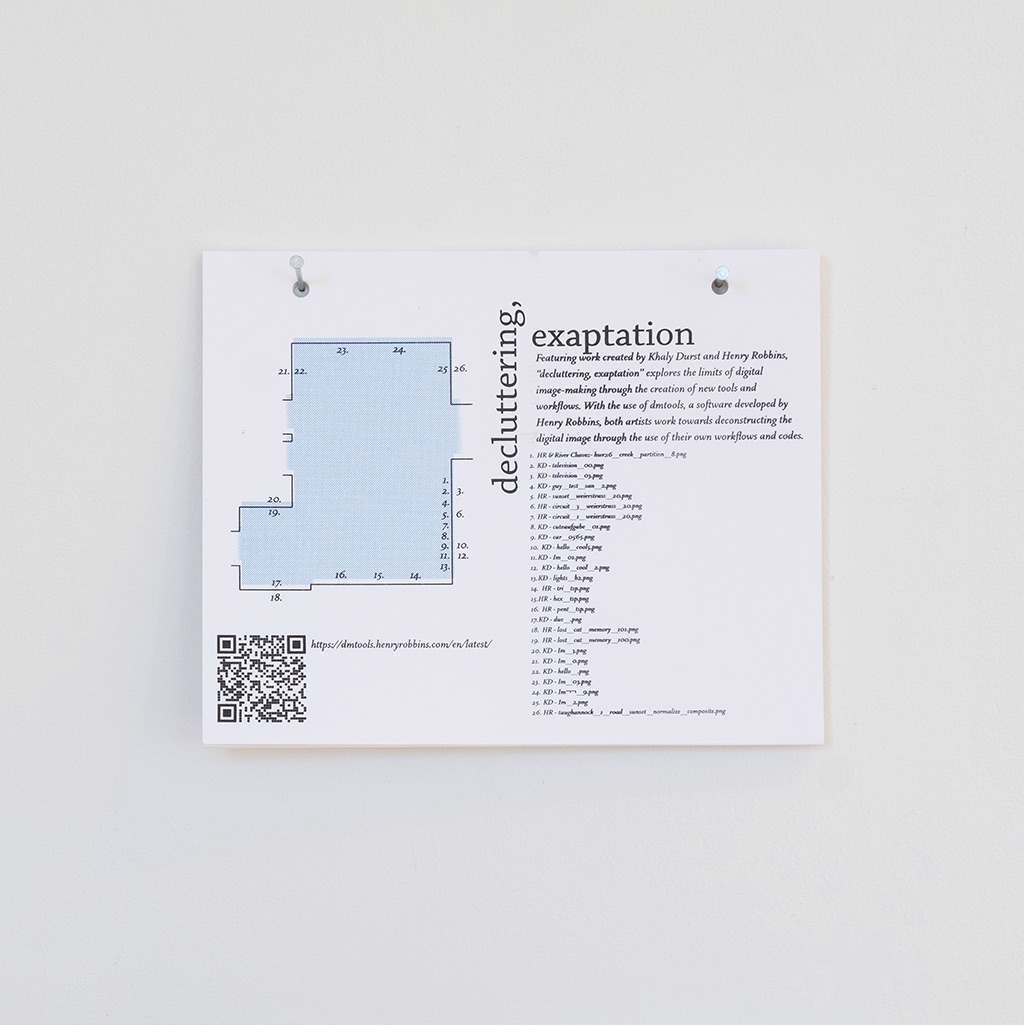 decluttering,
exaptation
Featuring work created by Khaly Durst and Henry Robbins,
"decluttering, exaptation" explores the limits of digital
image-making through the creation of new tools and
workflows. With the use of dmtools, a software developed by
Henry Robbins, both artists work towards deconstructing the
digital image through the use of their own workflows and codes.
1. HR & River Chavez- hwr26__creek__partition__8.png
2. KD - television__00.png
3. KD - television__03.png
4. KD - guy__test__san__2.png
5. HR - sunset__weierstrass__20.png
6. HR - circuit__3__weierstrass__20.png
7. HR - circuit__1__weierstrass__20.png
8. KD - cuteaufgabe__01.png
9. KD - car__0565.png
10. KD - hello__cool5.png
11. KD - Im__01.png
12. KD - hello__cool__2.png
13. KD - lights__h2.png
14. HR - tri__tsp.png
15. HR - hex__tsp.png
16. HR - pent__tsp.png
17. KD - due__.png
18. HR - lost__cat__memory__101.png
19. HR - lost__cat__memory__100.png
20. KD - Im__3.png
21. KD - Im__0.png
22. KD - hello__.png
23. KD - Im__03.png
24. KD -
25. KD - Im__2.png
26. HR - taughannock__1__road__sunset__normalize__composite.png
23. 24.
21. 22. 25 26.
1.
2. 3.
4.
5. 6.
7.
8.
9. 10.
11. 12.
13.
20.
19.
16. 15. 14.
17.
18.
https://dmtools.henryrobbins.com/en/latest/